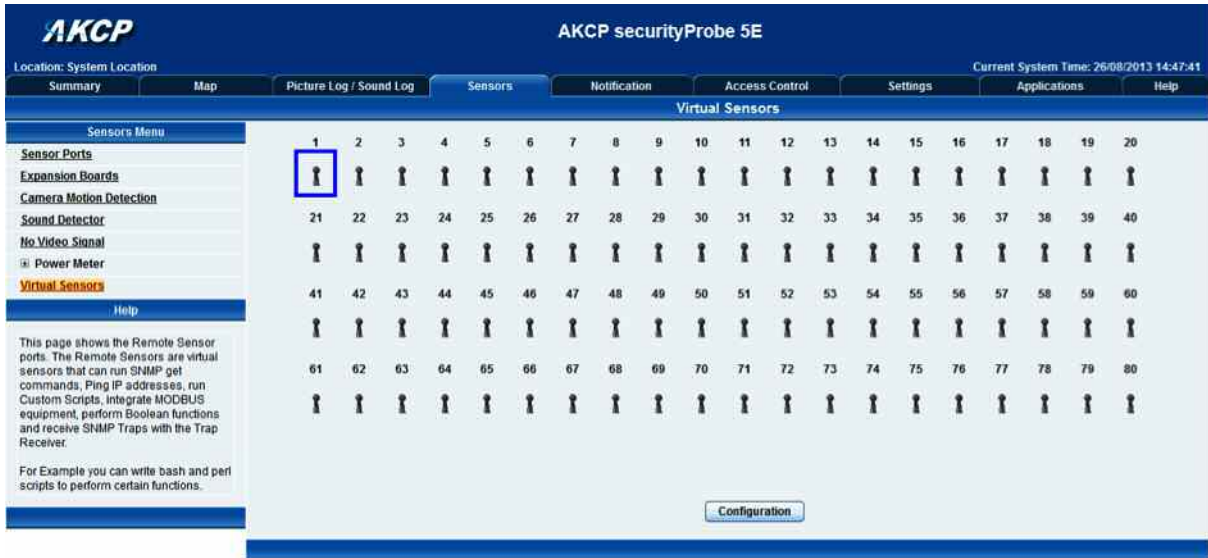 AKCP
AKCP securityProbe 5E
Location: System Location
Current System Time: 26/08/2013 14:47:41
Summary Map Picture Log / Sound Log Sensors Notification Access Control Settings Applications Help
Virtual Sensors
Sensors Menu
Sensor Ports
Expansion Boards
Camera Motion Detection
Sound Detector
No Video Signal
Power Meter
Virtual Sensors
Help
This page shows the Remote Sensor
ports. The Remote Sensors are virtual
sensors that can run SNMP get
commands, Ping IP addresses, run
Custom Scripts, integrate MODBUS
equipment, perform Boolean functions
and receive SNMP Traps with the Trap
Receiver.
For Example you can write bash and perl
scripts to perform certain functions.
1 2 3 4 5 6 7 8 9 10 11 12 13 14 15 16 17 18 19 20
21 22 23 24 25 26 27 28 29 30 31 32 33 34 35 36 37 38 39 40
41 42 43 44 45 46 47 48 49 50 51 52 53 54 55 56 57 58 59 60
61 62 63 64 65 66 67 68 69 70 71 72 73 74 75 76 77 78 79 80
Configuration